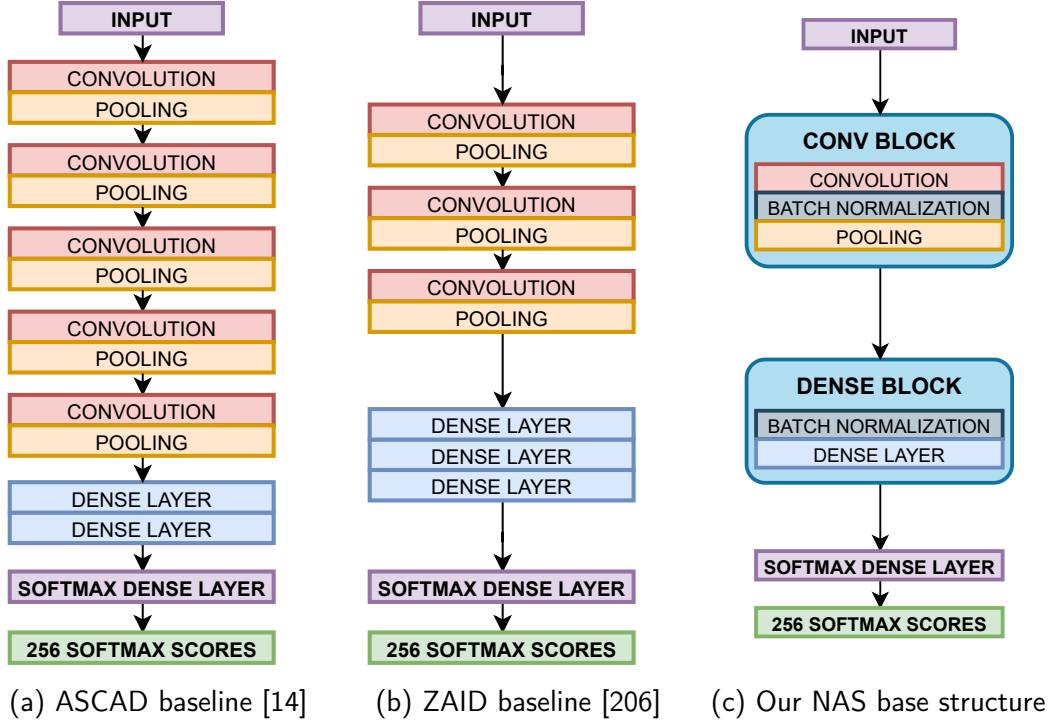 INPUT
CONVOLUTION
POOLING
CONVOLUTION
POOLING
CONVOLUTION
POOLING
CONVOLUTION
POOLING
CONVOLUTION
POOLING
DENSE LAYER
DENSE LAYER
SOFTMAX DENSE LAYER
256 SOFTMAX SCORES
(a) ASCAD baseline [14]
INPUT
CONVOLUTION
POOLING
CONVOLUTION
POOLING
CONVOLUTION
POOLING
DENSE LAYER
DENSE LAYER
DENSE LAYER
SOFTMAX DENSE LAYER
256 SOFTMAX SCORES
(b) ZAID baseline [206]
INPUT
CONV BLOCK
CONVOLUTION
BATCH NORMALIZATION
POOLING
DENSE BLOCK
BATCH NORMALIZATION
DENSE LAYER
SOFTMAX DENSE LAYER
256 SOFTMAX SCORES
(c) Our NAS base structure